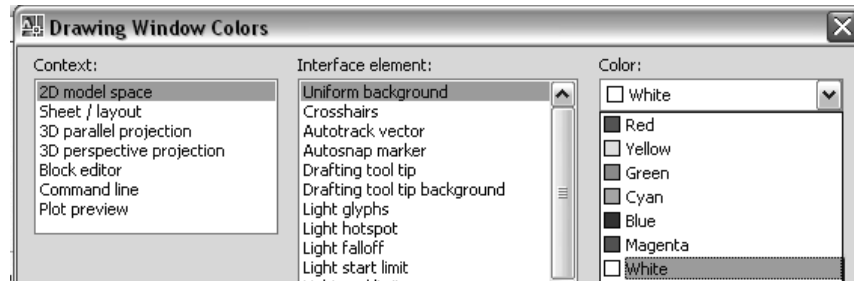 Drawing Window Colors
Context:
2D model space
Sheet / layout
3D parallel projection
3D perspective projection
Block editor
Command line
Plot preview
Interface element:
Uniform background
Crosshairs
Autotrack vector
Autosnap marker
Drafting tool tip
Drafting tool tip background
Light glyphs
Light hotspot
Light falloff
Light start limit
Color:
White
Red
Yellow
Green
Cyan
Blue
Magenta
White